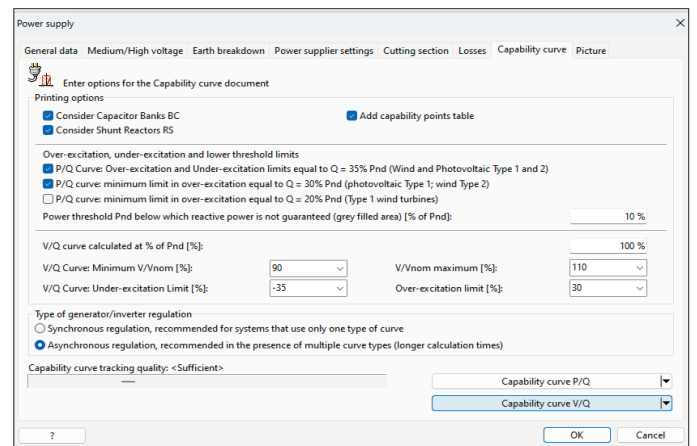 Power supply
General data Medium/High voltage Earth breakdown Power supplier settings Cutting section Losses Capability curve Picture
Enter options for the Capability curve document
Printing options
Consider Capacitor Banks BC Add capability points table
Consider Shunt Reactors RS
Over-excitation, under-excitation and lower threshold limits
P/Q Curve: Over-excitation and Under-excitation limits equal to Q = 35% Pnd (Wind and Photovoltaic Type 1 and 2)
P/Q curve: minimum limit in over-excitation equal to Q = 30% Pnd (photovoltaic Type 1; wind Type 2)
P/Q curve: minimum limit in over-excitation equal to Q = 20% Pnd (Type 1 wind turbines)
Power threshold Pnd below which reactive power is not guaranteed (grey filled area) [% of Pnd]: 10 %
V/Q curve calculated at % of Pnd [%]: 100 %
V/Q Curve: Minimum V/Vnom [%]: 90 V/Vnom maximum [%]: 110
V/Q Curve: Under-excitation Limit [%]: -35 Over-excitation limit [%]: 30
Type of generator/inverter regulation
Synchronous regulation, recommended for systems that use only one type of curve
Asynchronous regulation, recommended in the presence of multiple curve types (longer calculation times)
Capability curve tracking quality: <Sufficient>
Capability curve P/Q
Capability curve V/Q
? OK Cancel